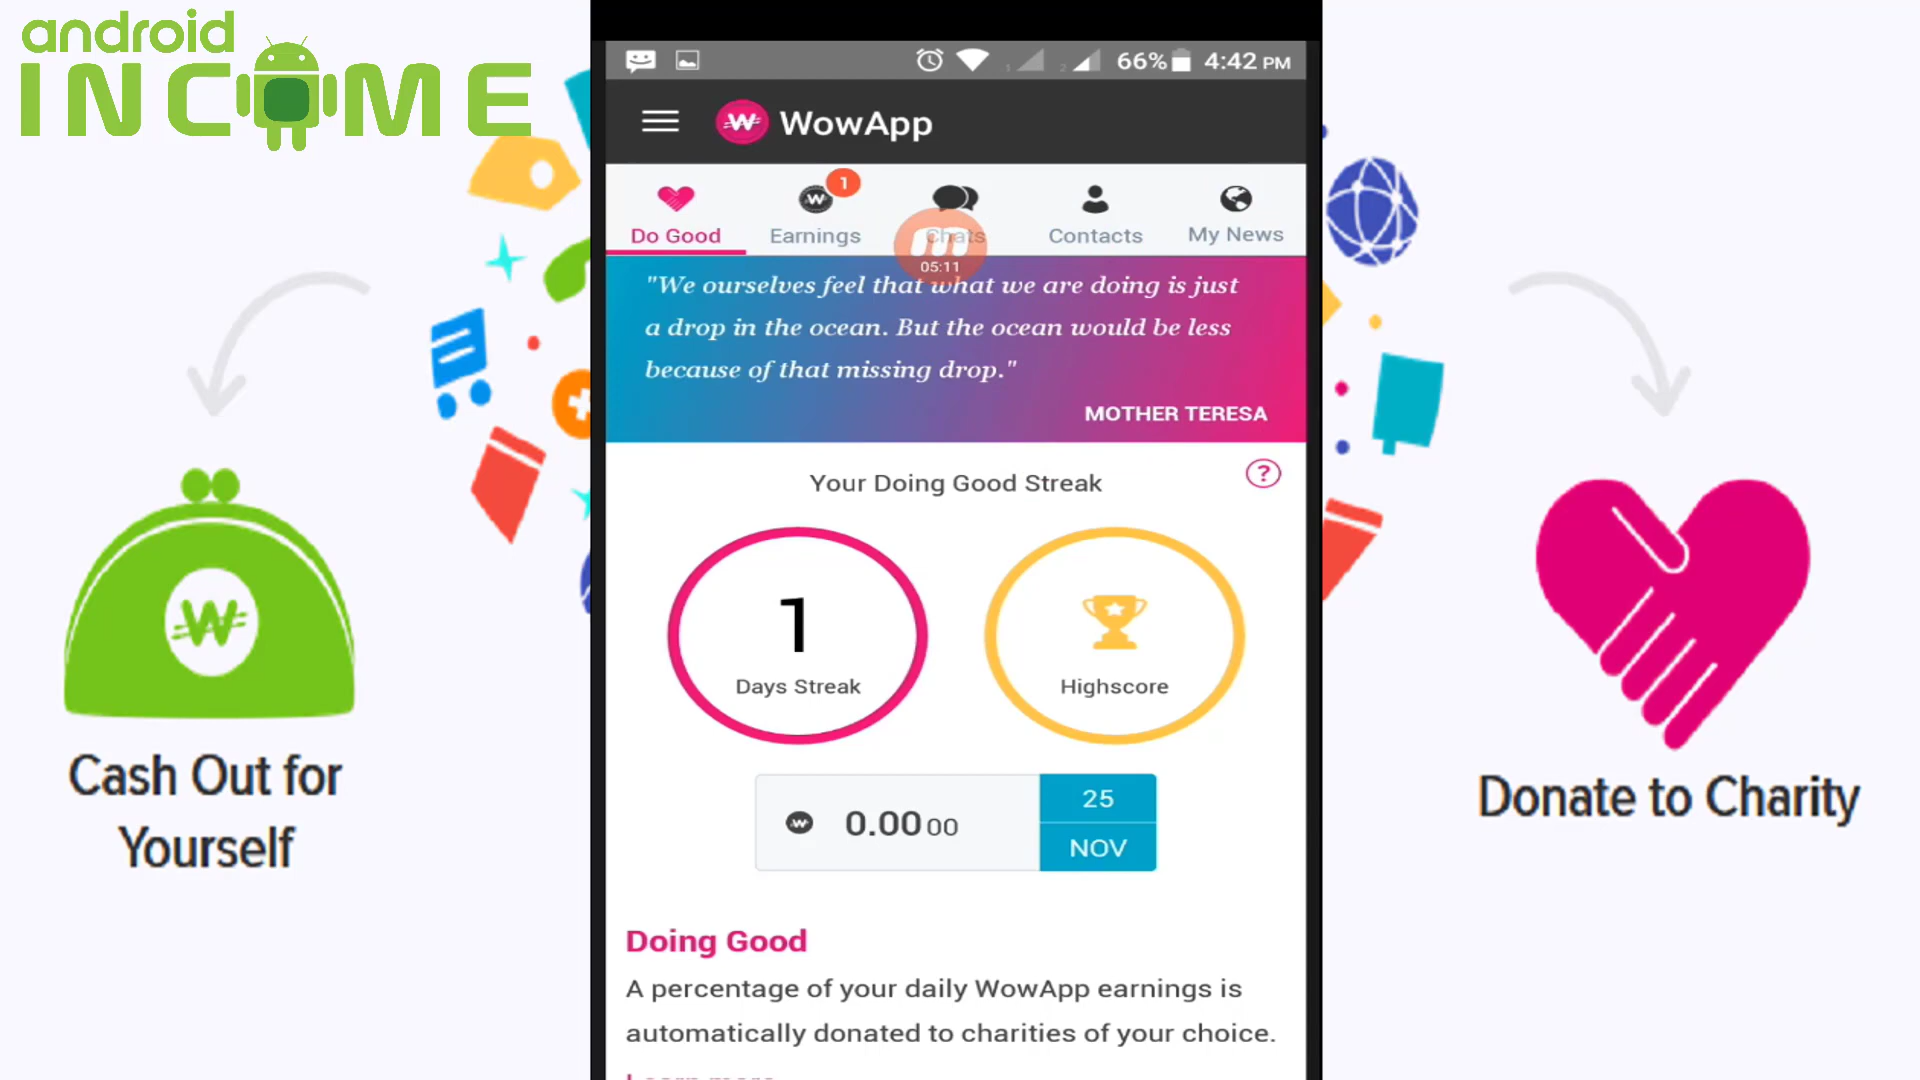 android
INCOME
1 2 66% 4:42 PM
WowApp
1
Do Good Earnings Chats Contacts My News
05:11
"We ourselves feel that what we are doing is just
a drop in the ocean. But the ocean would be less
because of that missing drop."
MOTHER TERESA
Your Doing Good Streak
?
1
Days Streak
Highscore
0.0000
25
NOV
Doing Good
A percentage of your daily WowApp earnings is
automatically donated to charities of your choice.
Cash Out for
Yourself
Donate to Charity